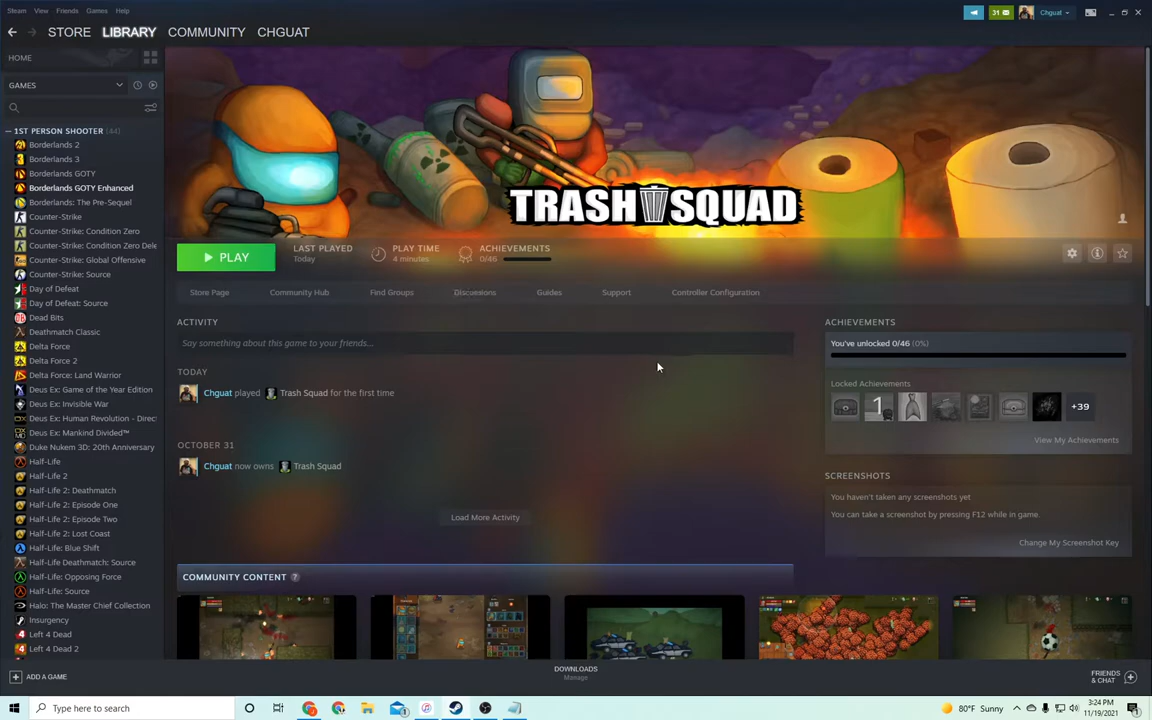 Steam View Friends Games Help
31
Chguat
STORE LIBRARY COMMUNITY CHGUAT
HOME
GAMES
1ST PERSON SHOOTER (44)
Borderlands 2
Borderlands 3
Borderlands GOTY
Borderlands GOTY Enhanced
Borderlands: The Pre-Sequel
Counter-Strike
Counter-Strike: Condition Zero
Counter-Strike: Condition Zero Dele
Counter-Strike: Global Offensive
Counter-Strike: Source
Day of Defeat
Day of Defeat: Source
Dead Bits
Deathmatch Classic
Delta Force
Delta Force 2
Delta Force: Land Warrior
Deus Ex: Game of the Year Edition
Deus Ex: Invisible War
Deus Ex: Human Revolution - Direc
Deus Ex: Mankind Divided™
Duke Nukem 3D: 20th Anniversary
Half-Life
Half-Life 2
Half-Life 2: Deathmatch
Half-Life 2: Episode One
Half-Life 2: Episode Two
Half-Life 2: Lost Coast
Half-Life: Blue Shift
Half-Life Deathmatch: Source
Half-Life: Opposing Force
Half-Life: Source
Halo: The Master Chief Collection
Insurgency
Left 4 Dead
Left 4 Dead 2
TRASH SQUAD
PLAY
LAST PLAYED
Today
PLAY TIME
4 minutes
ACHIEVEMENTS
0/46
Store Page Community Hub Find Groups Discussions Guides Support Controller Configuration
ACTIVITY
Say something about this game to your friends...
TODAY
Chguat played Trash Squad for the first time
OCTOBER 31
Chguat now owns Trash Squad
Load More Activity
COMMUNITY CONTENT ?
ACHIEVEMENTS
You've unlocked 0/46 (0%)
Locked Achievements
1
+39
View My Achievements
SCREENSHOTS
You haven't taken any screenshots yet
You can take a screenshot by pressing F12 while in game.
Change My Screenshot Key
ADD A GAME
DOWNLOADS
Manage
FRIENDS
& CHAT
Type here to search
80°F Sunny
3:24 PM
11/19/2021